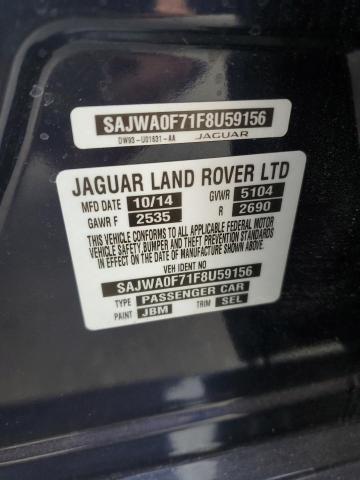 SAJWA0F71F8U59156
DW93-U01631-AA JAGUAR
JAGUAR LAND ROVER LTD
MFD DATE 10/14 GVWR 5104
GAWR F 2535 R 2690
THIS VEHICLE CONFORMS TO ALL APPLICABLE FEDERAL MOTOR
VEHICLE SAFETY, BUMPER AND THEFT PREVENTION STANDARDS
IN EFFECT ON THE DATE OF MANUFACTURE SHOWN ABOVE
VEH IDENT NO
SAJWA0F71F8U59156
TYPE PASSENGER CAR
PAINT JBM TRIM SEL